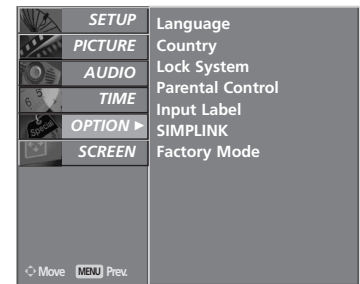 SETUP
PICTURE
AUDIO
TIME
OPTION ►
SCREEN
Move MENU Prev.
Language
Country
Lock System
Parental Control
Input Label
SIMPLINK
Factory Mode